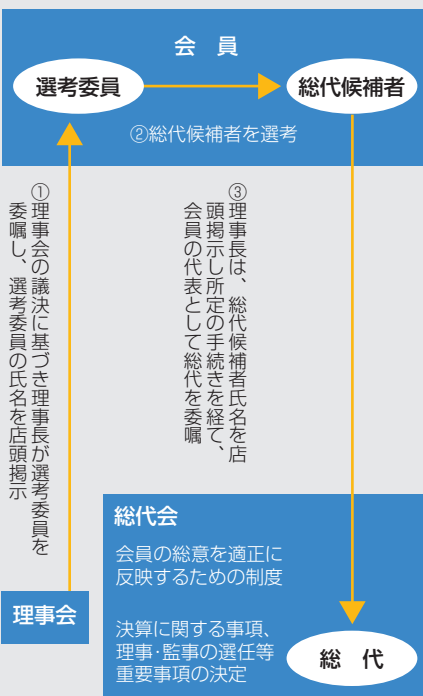 会 員
選考委員
総代候補者
②総代候補者を選考
①理事会の議決に基づき理事長が選考委員を
委嘱し、選考委員の氏名を店頭掲示
③理事長は、総代候補者氏名を店
頭掲示し所定の手続きを経て、
会員の代表として総代を委嘱
総代会
会員の総意を適正に
反映するための制度
決算に関する事項、
理事・監事の選任等
重要事項の決定
理事会
総 代